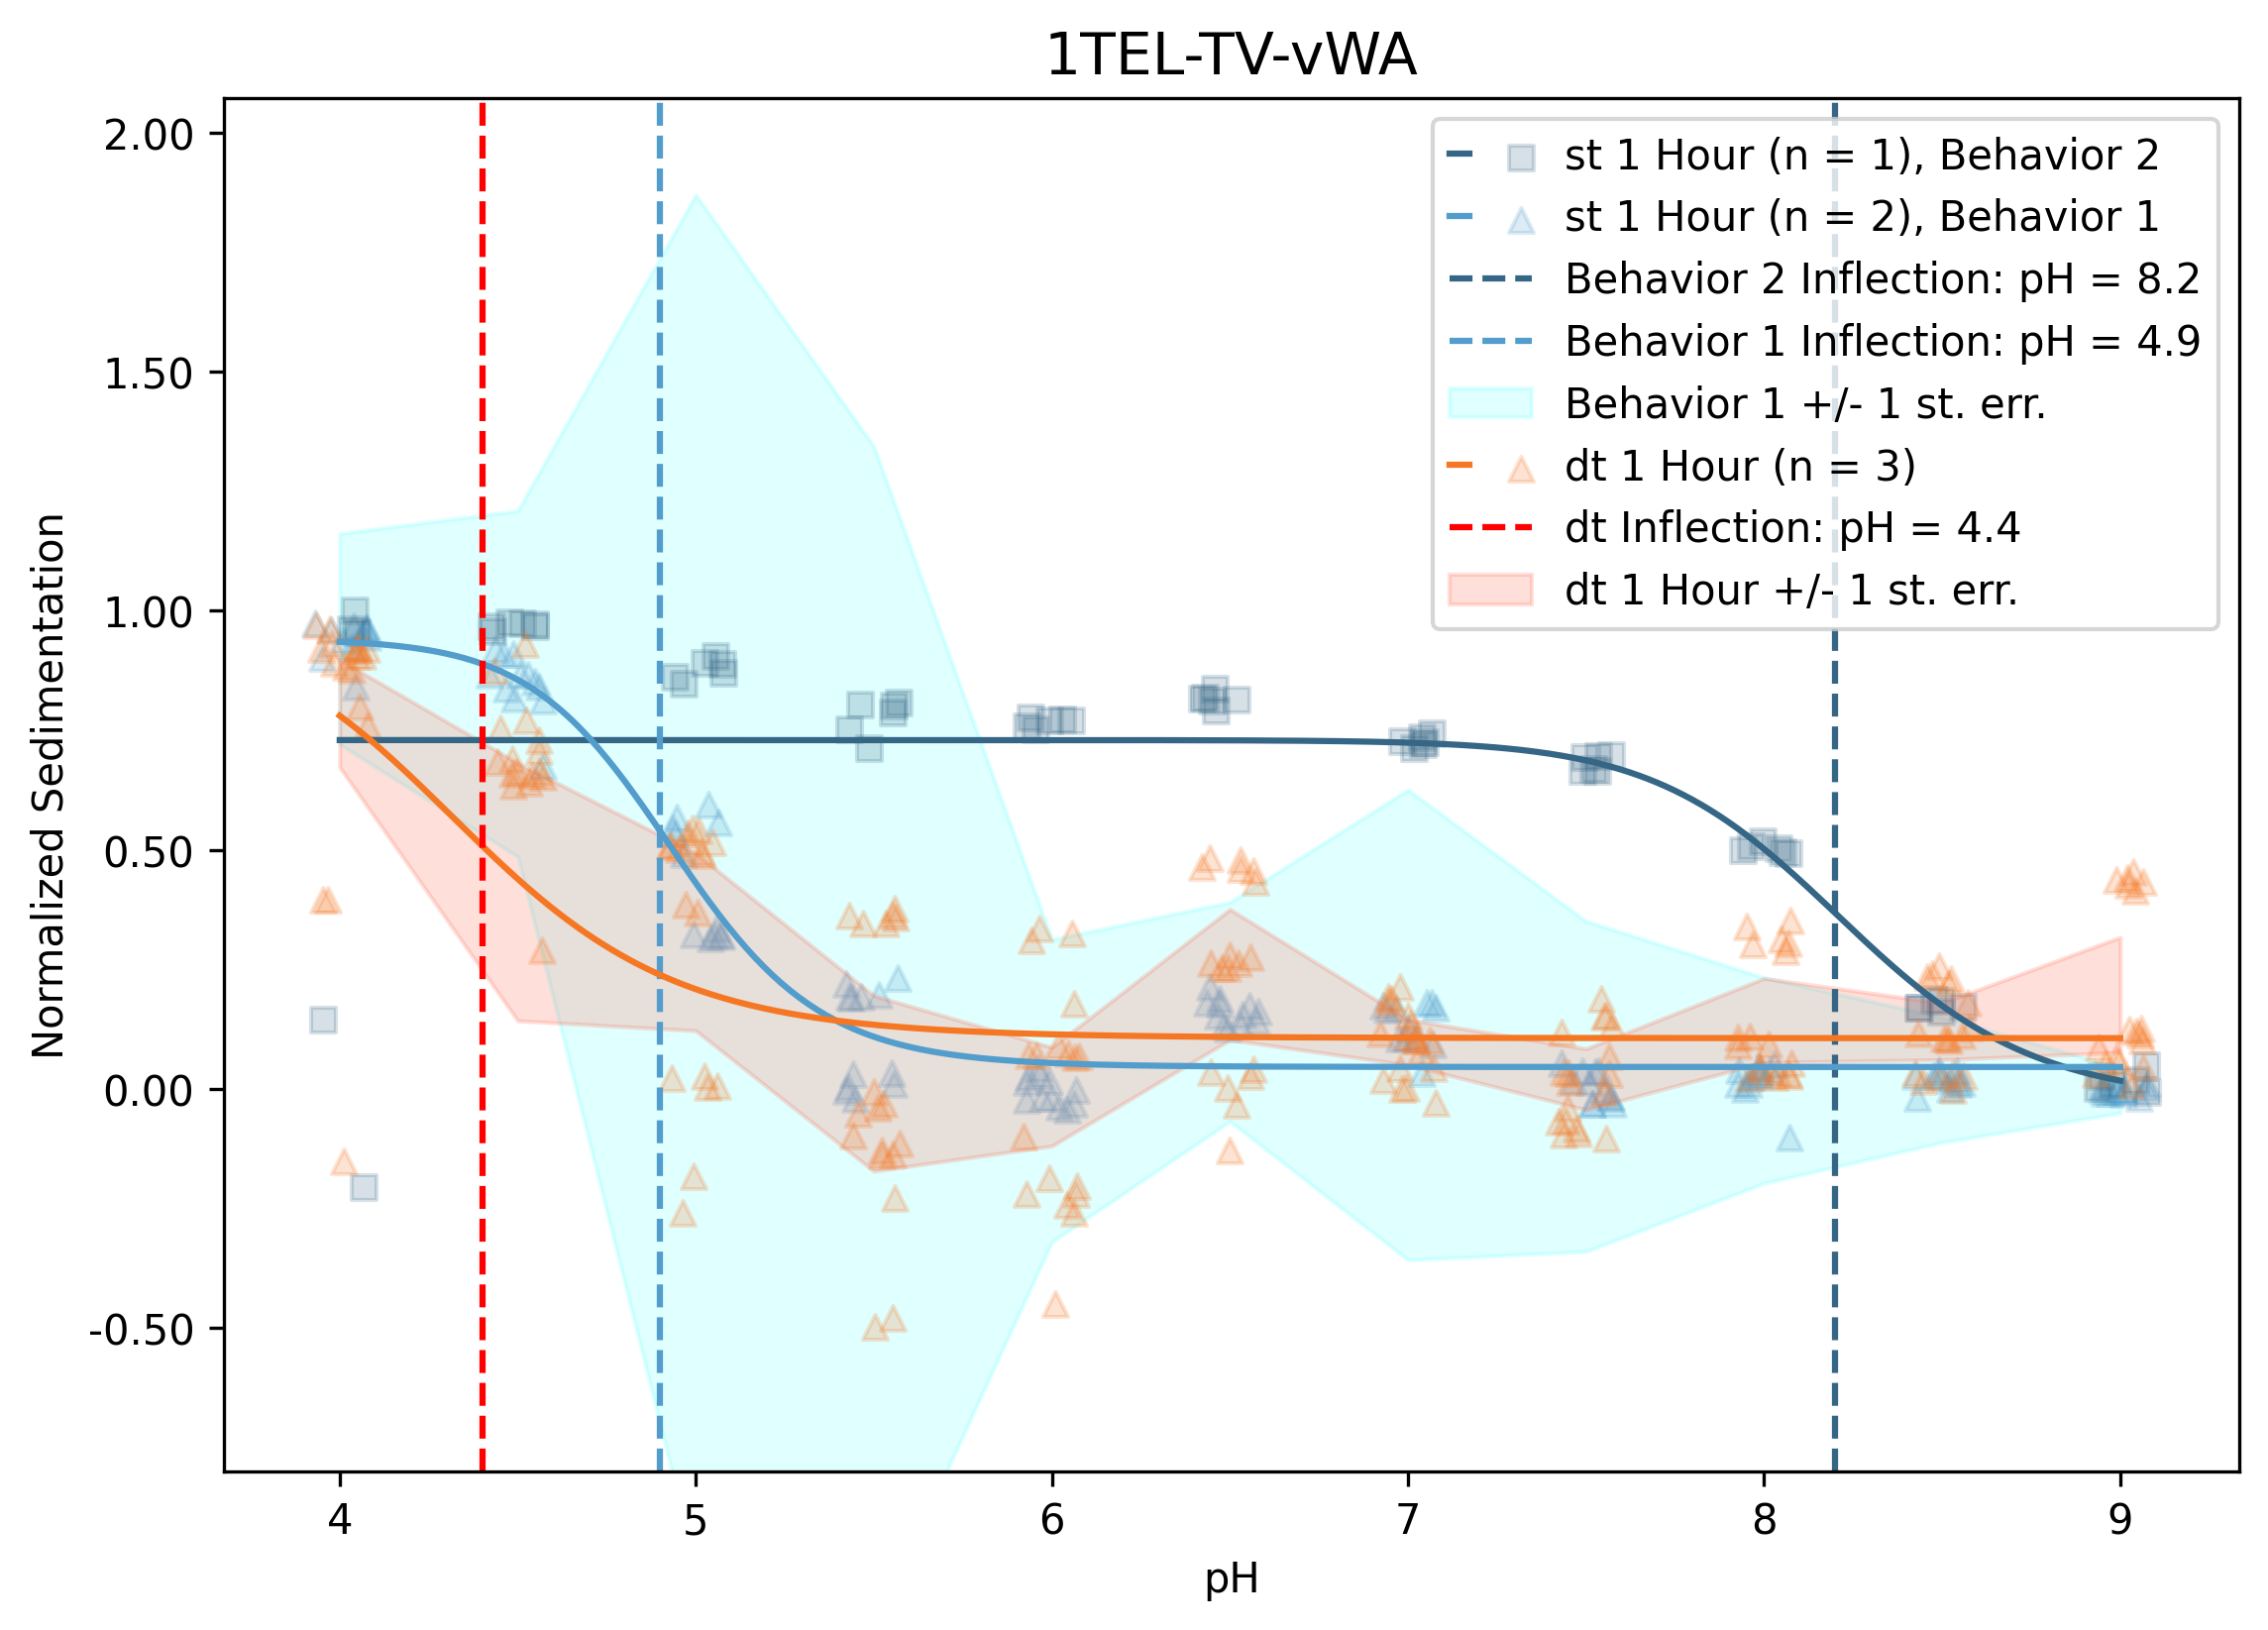 1TEL-TV-vWA
2.00
1.50
1.00
0.50
0.00
-0.50
Normalized Sedimentation
4 5 6 7 8 9
pH
st 1 Hour (n = 1), Behavior 2
st 1 Hour (n = 2), Behavior 1
Behavior 2 Inflection: pH = 8.2
Behavior 1 Inflection: pH = 4.9
Behavior 1 +/- 1 st. err.
dt 1 Hour (n = 3)
dt Inflection: pH = 4.4
dt 1 Hour +/- 1 st. err.